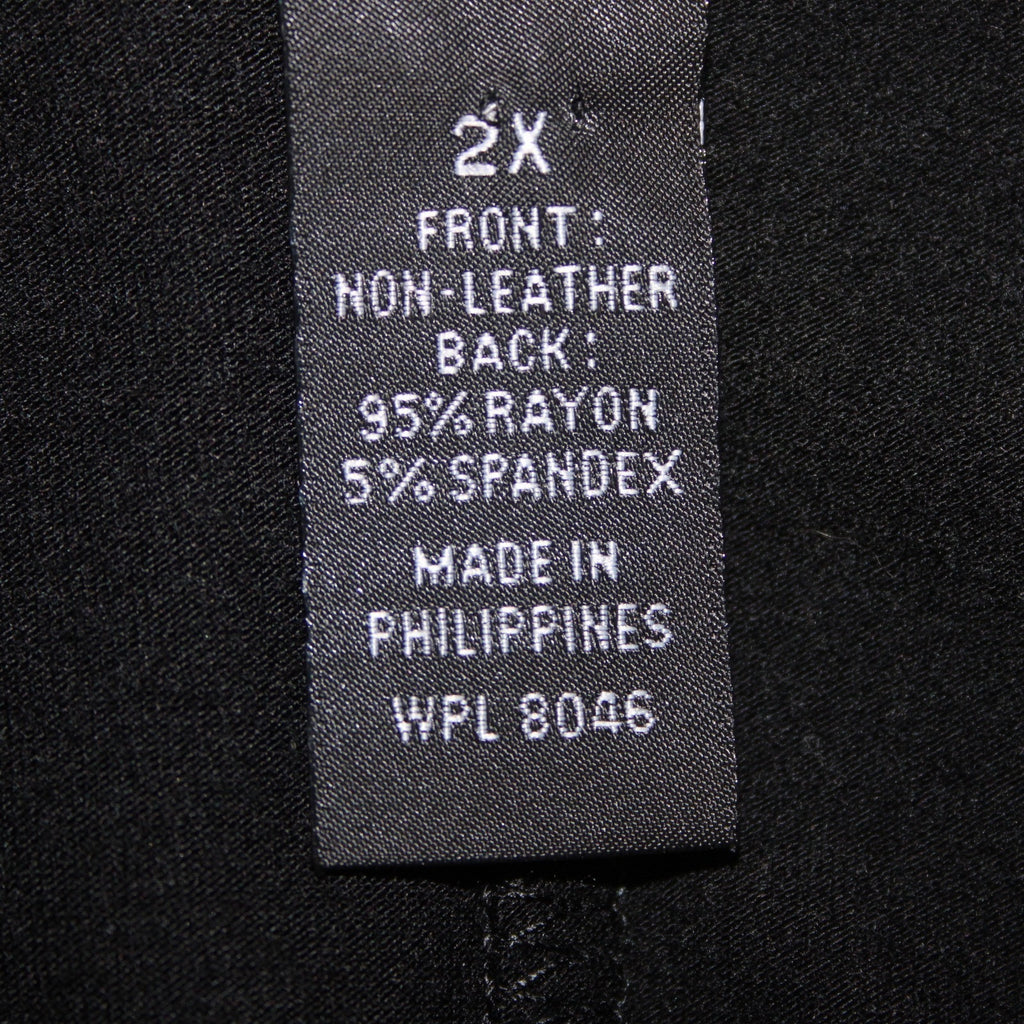 2X
FRONT:
NON-LEATHER
BACK:
95% RAYON
5% SPANDEX
MADE IN
PHILIPPINES
WPL 8046